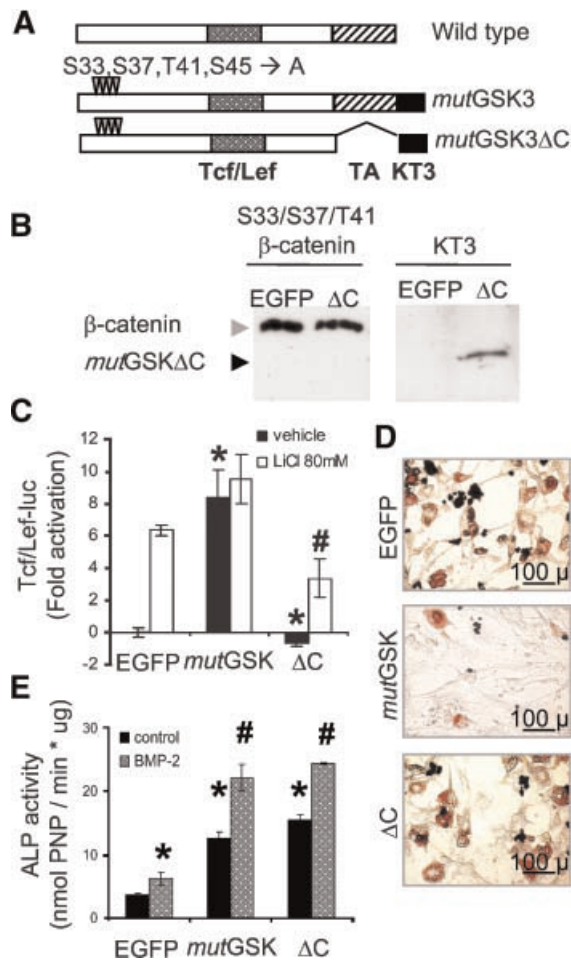 A
Wild type
S33,S37,T41,S45 → A
mutGSK3
mutGSK3ΔC
Tcf/Lef TA KT3
B
S33/S37/T41
β-catenin KT3
EGFP ΔC EGFP ΔC
β-catenin
mutGSKΔC
C
vehicle
LiCl 80mM
Tcf/Lef-luc
(Fold activation)
12
10
8
6
4
2
0
-2
* * #
EGFP mutGSK ΔC
D
EGFP
100 µ
mutGSK
100 µ
ΔC
100 µ
E
control
BMP-2
ALP activity
(nmol PNP / min * ug)
30
20
10
0
* * # * #
EGFP mutGSK ΔC